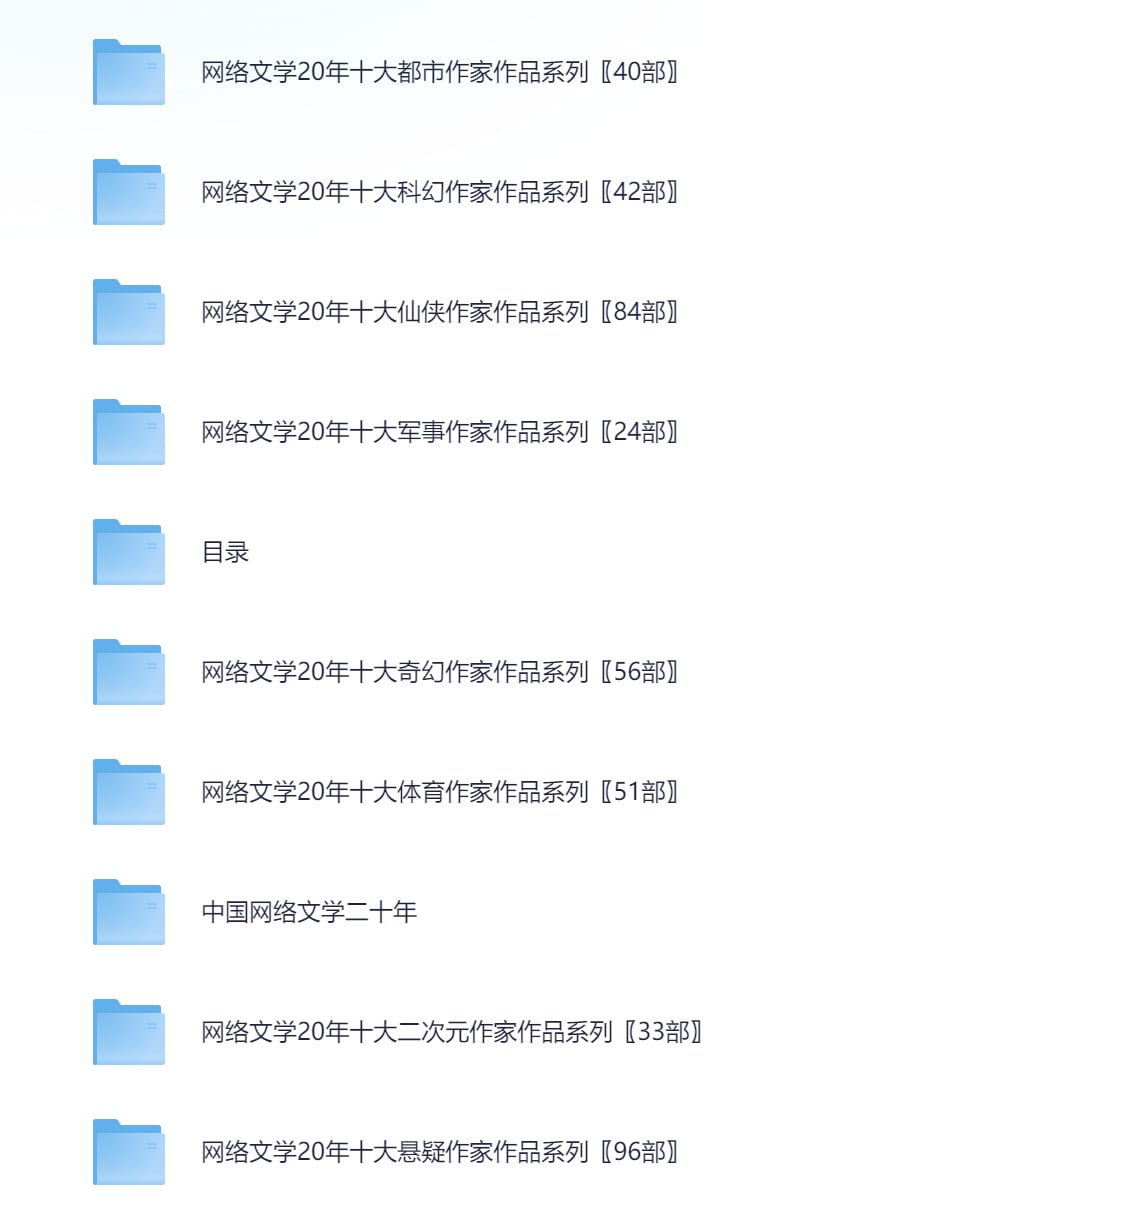 网络文学20年十大都市作家作品系列〖40部〗
网络文学20年十大科幻作家作品系列〖42部〗
网络文学20年十大仙侠作家作品系列〖84部〗
网络文学20年十大军事作家作品系列〖24部〗
目录
网络文学20年十大奇幻作家作品系列〖56部〗
网络文学20年十大体育作家作品系列〖51部〗
中国网络文学二十年
网络文学20年十大二次元作家作品系列〖33部〗
网络文学20年十大悬疑作家作品系列〖96部〗